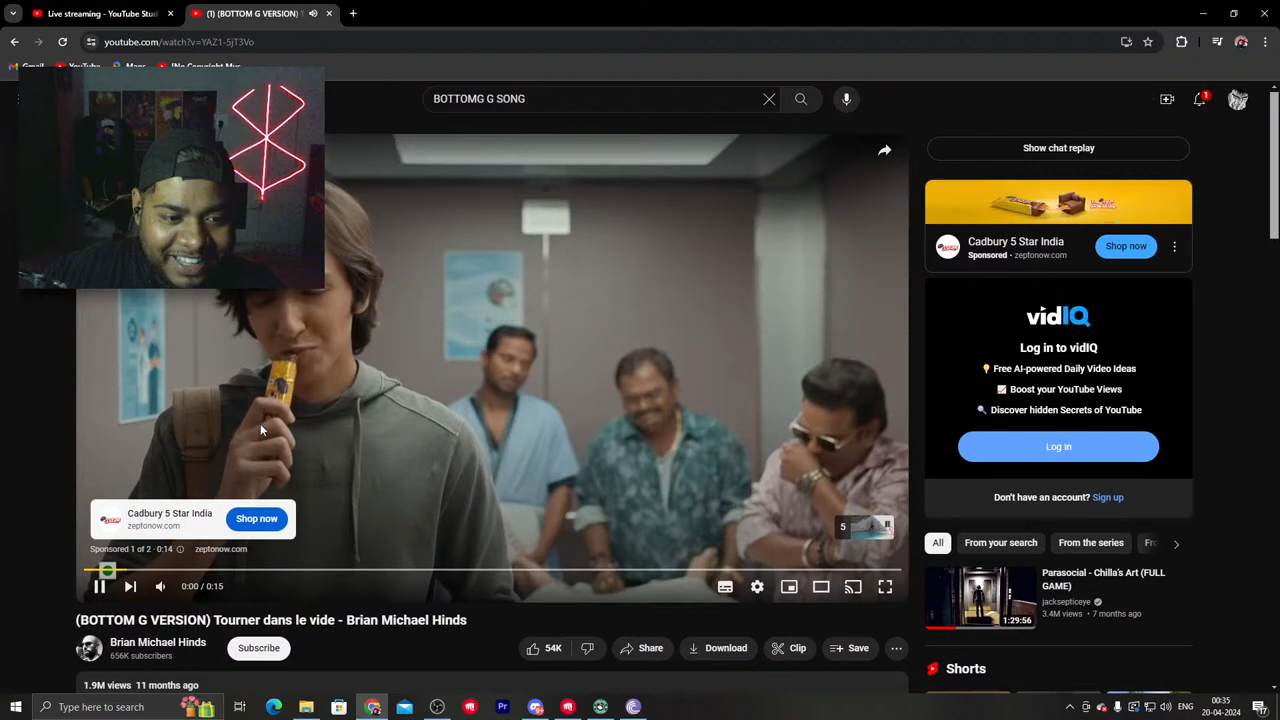 Live streaming - YouTube Stud
(1) (BOTTOM G VERSION) T
youtube.com/watch?v=YAZ1-5jT3Vo
Gmail
YouTube
Maps
[No Copyright Mus
BOTTOMG G SONG
1
Show chat replay
Cadbury 5 Star India
Sponsored • zeptonow.com
Shop now
vidIQ
Log in to vidIQ
Free AI-powered Daily Video Ideas
Boost your YouTube Views
Discover hidden Secrets of YouTube
Log in
Don't have an account? Sign up
Cadbury 5 Star India
zeptonow.com
Shop now
5
Sponsored 1 of 2 · 0:14
zeptonow.com
0:00 / 0:15
All
From your search
From the series
Fro
Parasocial - Chilla's Art (FULL
GAME)
jacksepticeye
3.4M views • 7 months ago
1:29:56
(BOTTOM G VERSION) Tourner dans le vide - Brian Michael Hinds
Brian Michael Hinds
656K subscribers
Subscribe
54K
Share
Download
Clip
Save
Shorts
1.9M views 11 months ago
Type here to search
Pr
ENG
00:35
20-04-2024